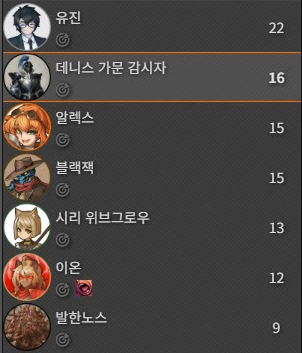 유진
22
데니스 가문 감시자
16
알렉스
15
블랙잭
15
시리 위브그로우
13
이온
12
발한노스
9